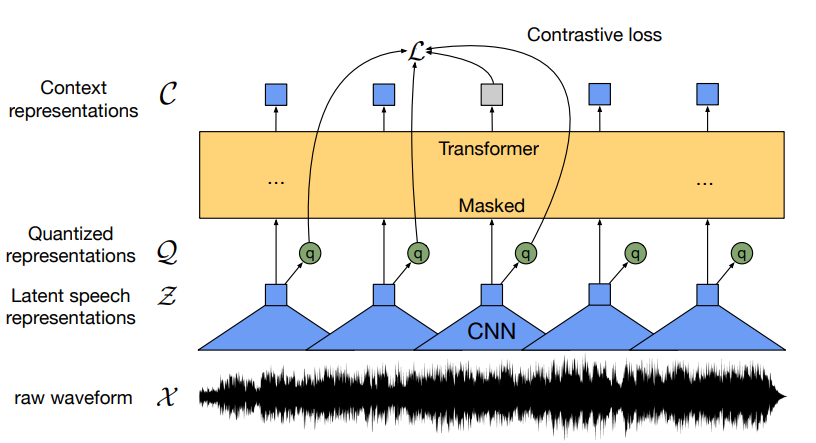 Contrastive loss
ℒ
Context
representations 𝒞
Transformer
... ...
Masked
Quantized
representations 𝒬
q q q q q
Latent speech
representations 𝒵
CNN
raw waveform 𝒳